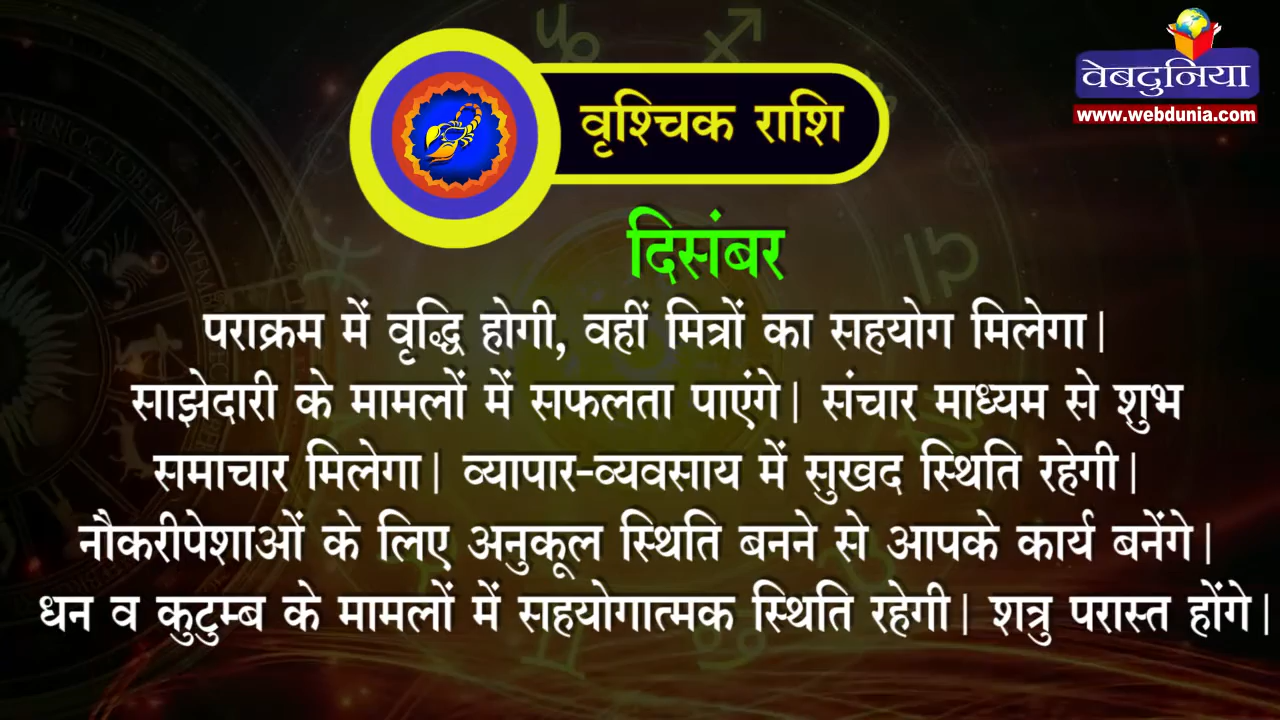 वेबदुनिया
www.webdunia.com
वृश्चिक राशि
दिसंबर
पराक्रम में वृद्धि होगी, वहीं मित्रों का सहयोग मिलेगा|
साझेदारी के मामलों में सफलता पाएंगे| संचार माध्यम से शुभ
समाचार मिलेगा| व्यापार-व्यवसाय में सुखद स्थिति रहेगी|
नौकरीपेशाओं के लिए अनुकूल स्थिति बनने से आपके कार्य बनेंगे|
धन व कुटुम्ब के मामलों में सहयोगात्मक स्थिति रहेगी| शत्रु परास्त होंगे|